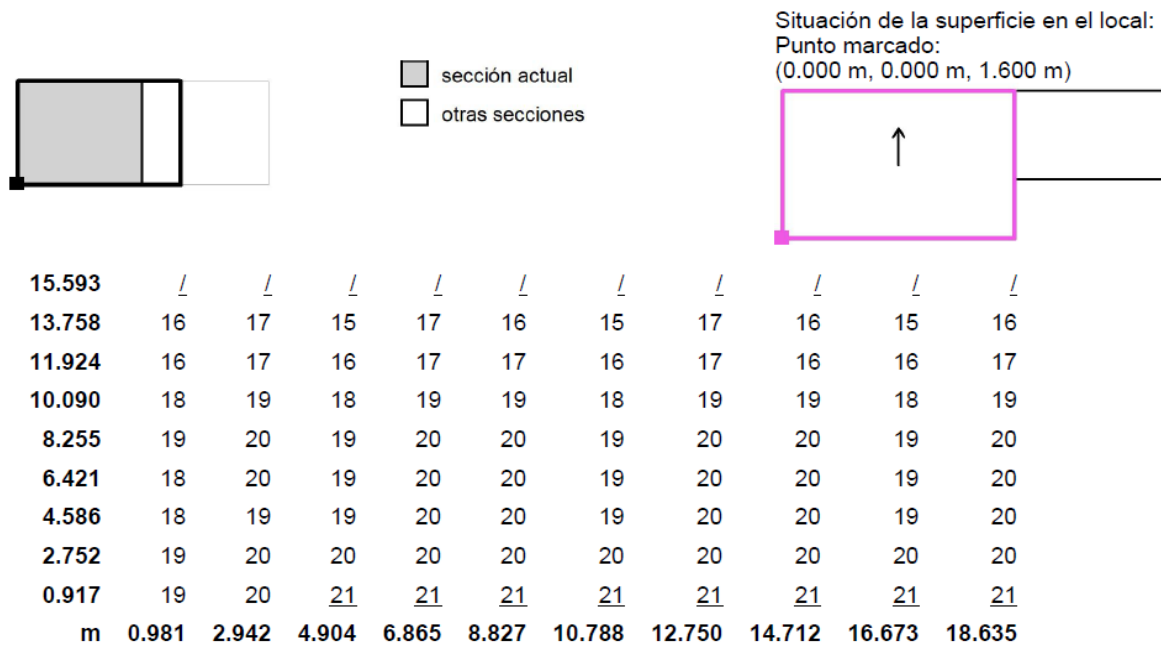 Situación de la superficie en el local:
Punto marcado:
(0.000 m, 0.000 m, 1.600 m)
sección actual
otras secciones
15.593 / / / / / / / / / /
13.758 16 17 15 17 16 15 17 16 15 16
11.924 16 17 16 17 17 16 17 16 16 17
10.090 18 19 18 19 19 18 19 19 18 19
8.255 19 20 19 20 20 19 20 20 19 20
6.421 18 20 19 20 20 19 20 20 19 20
4.586 18 19 19 20 20 19 20 20 19 20
2.752 19 20 20 20 20 20 20 20 20 20
0.917 19 20 21 21 21 21 21 21 21 21
m 0.981 2.942 4.904 6.865 8.827 10.788 12.750 14.712 16.673 18.635